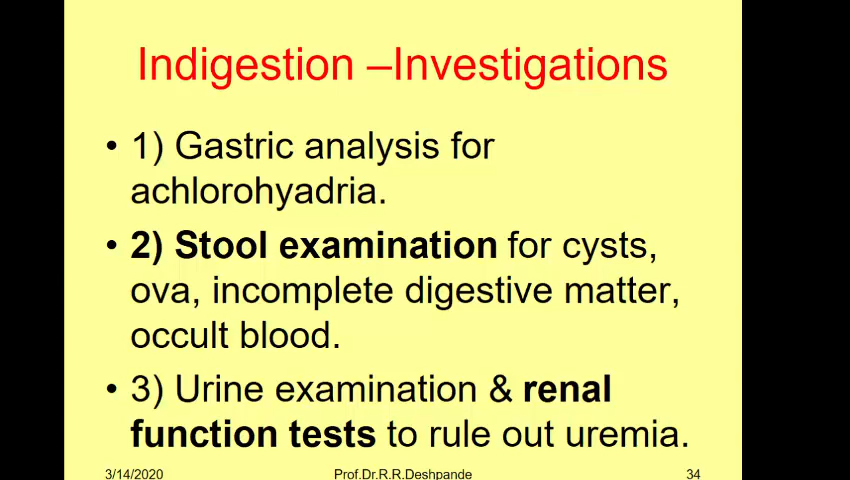 Indigestion –Investigations
• 1) Gastric analysis for
achlorohyadria.
• 2) Stool examination for cysts,
ova, incomplete digestive matter,
occult blood.
• 3) Urine examination & renal
function tests to rule out uremia.
3/14/2020 Prof.Dr.R.R.Deshpande 34